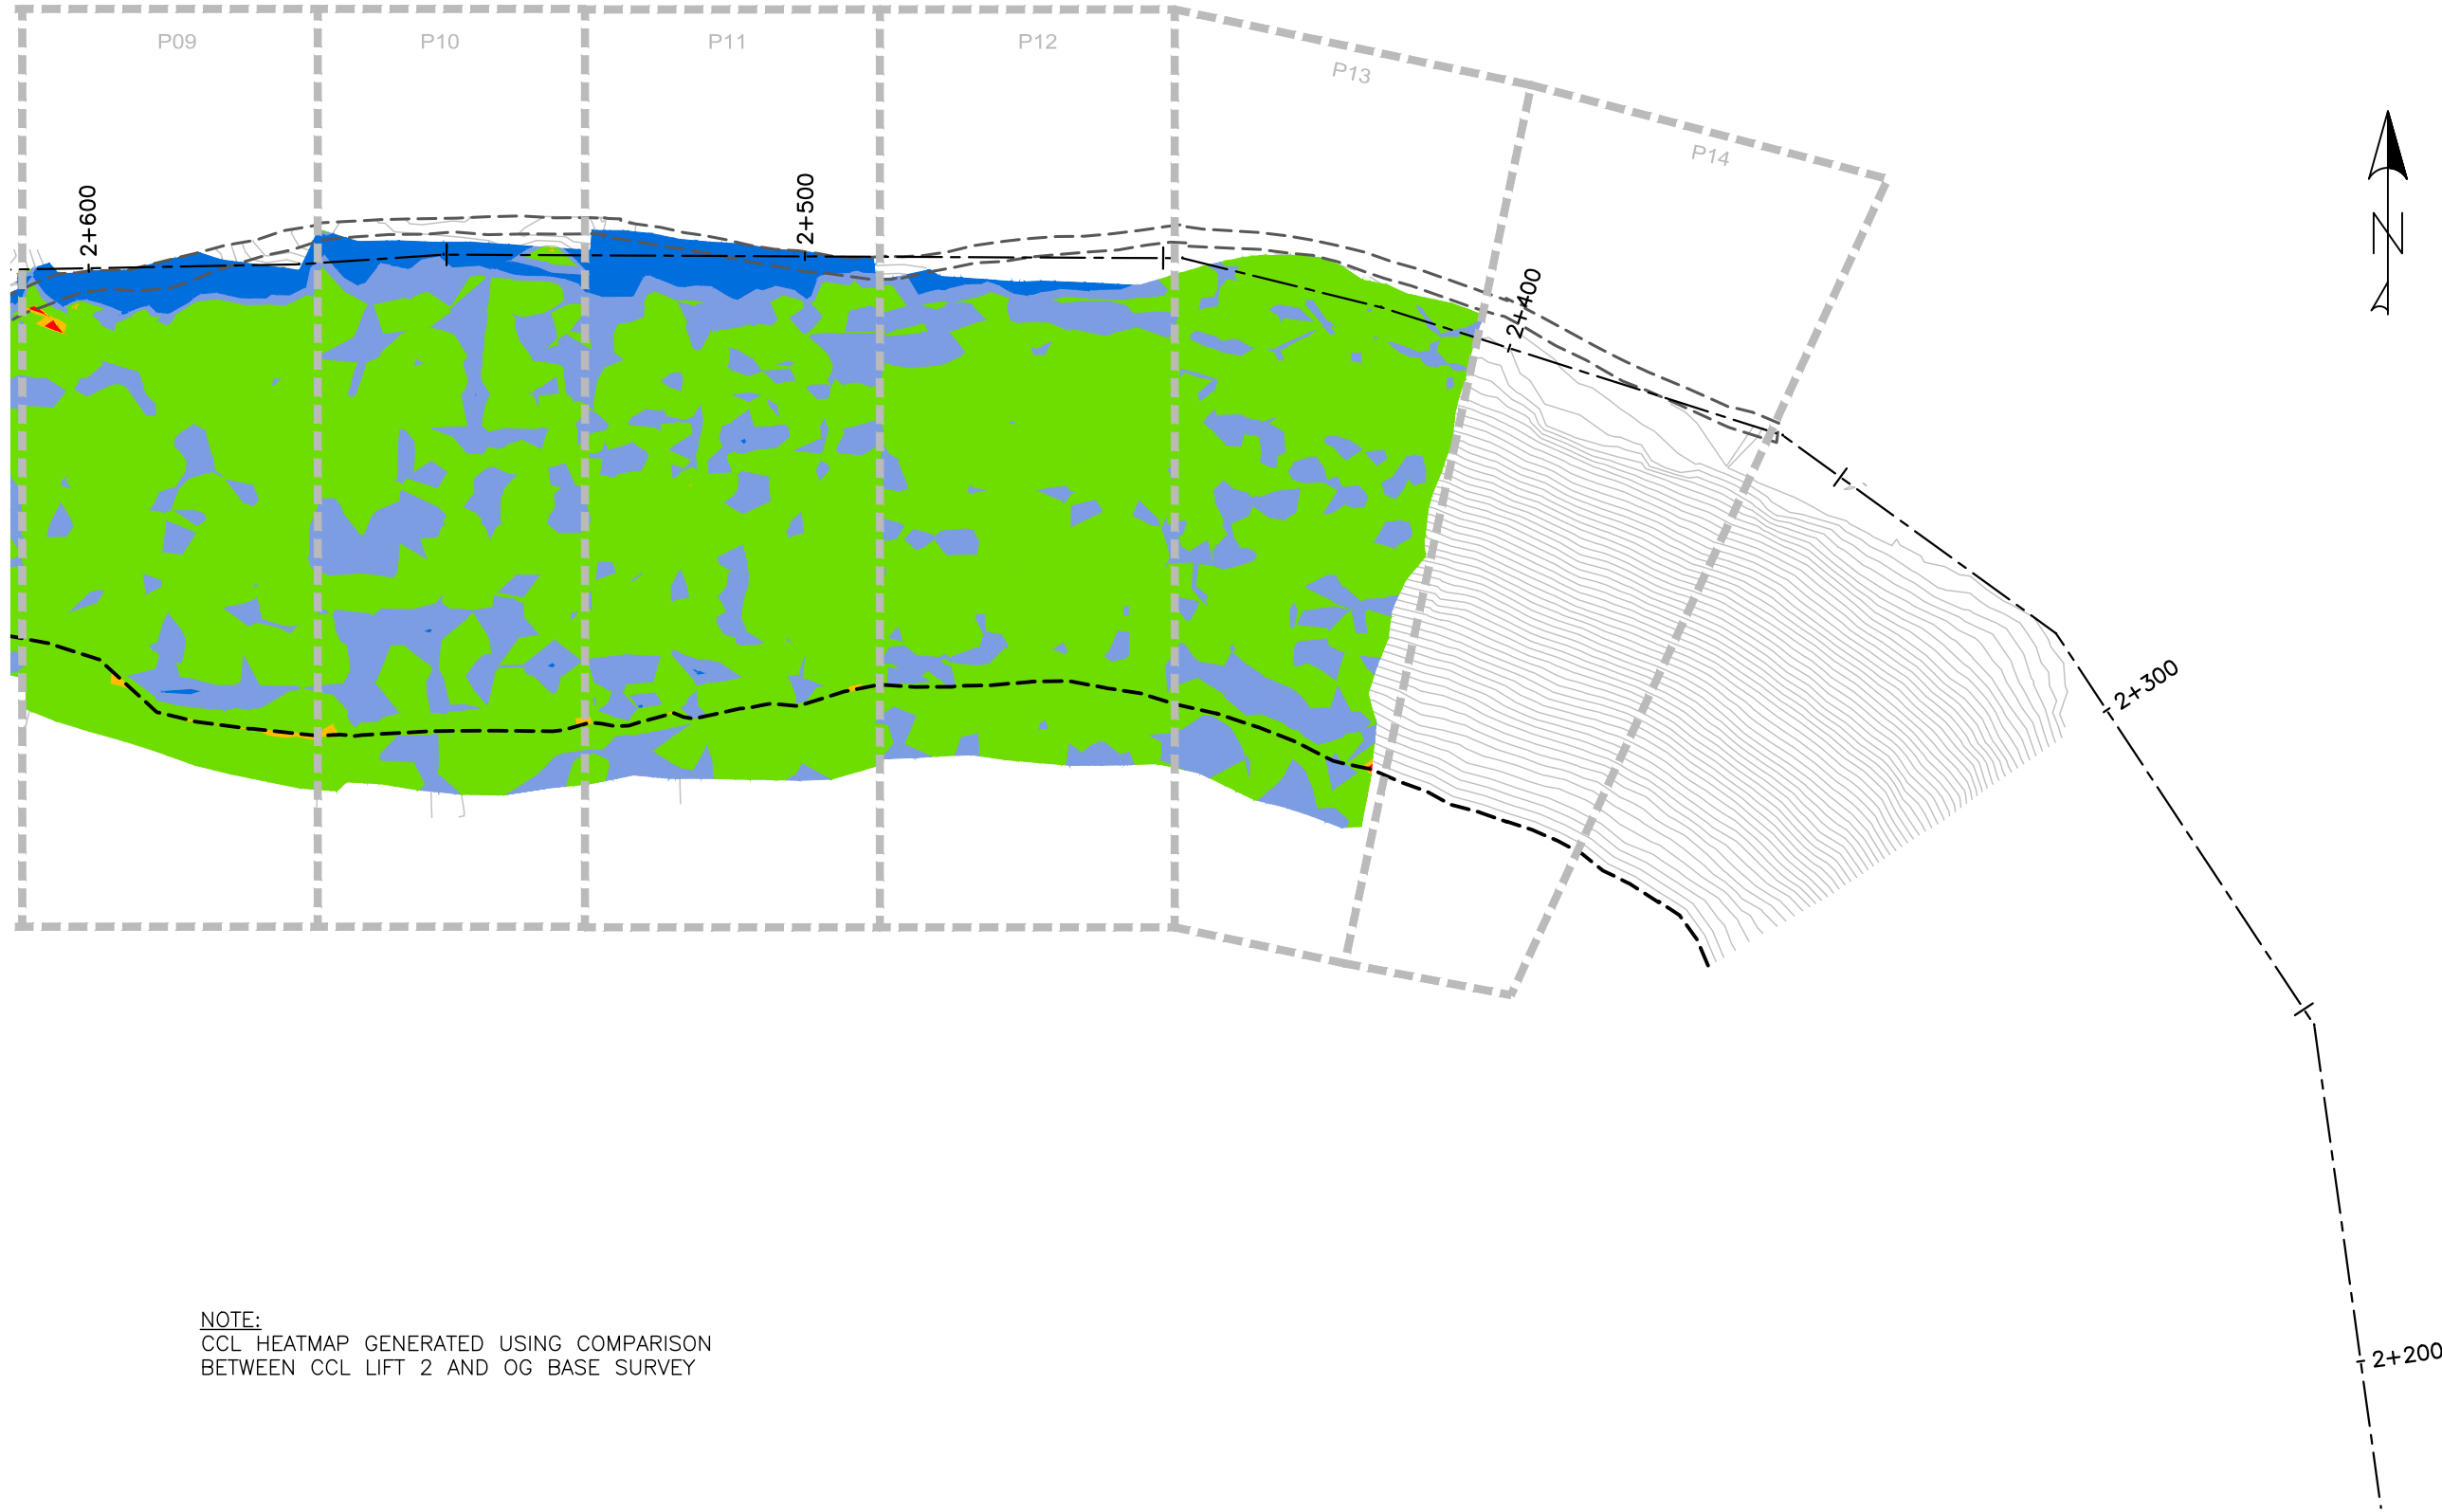 P09
P10
P11
P12
P13
P14
2+600
2+500
2+400
2+300
2+200
N
NOTE:
CCL HEATMAP GENERATED USING COMPARISON
BETWEEN CCL LIFT 2 AND OG BASE SURVEY